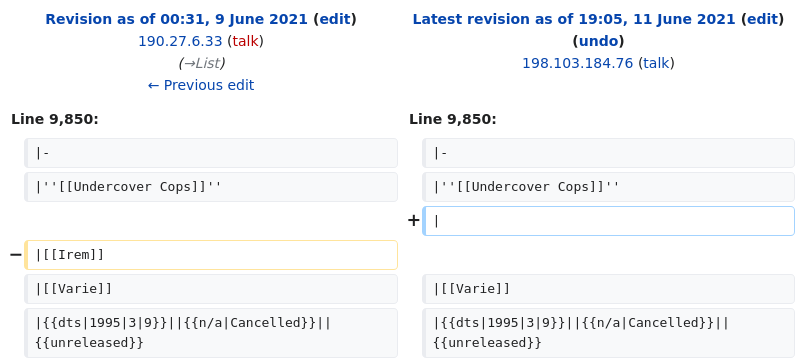 Revision as of 00:31, 9 June 2021 (edit)
190.27.6.33 (talk)
(→List)
← Previous edit
Latest revision as of 19:05, 11 June 2021 (edit)
(undo)
198.103.184.76 (talk)
Line 9,850:
Line 9,850:
|-
|-
|''[[Undercover Cops]]''
|''[[Undercover Cops]]''
+ |
− |[[Irem]]
|[[Varie]]
|[[Varie]]
|{{dts|1995|3|9}}||{{n/a|Cancelled}}||
{{unreleased}}
|{{dts|1995|3|9}}||{{n/a|Cancelled}}||
{{unreleased}}